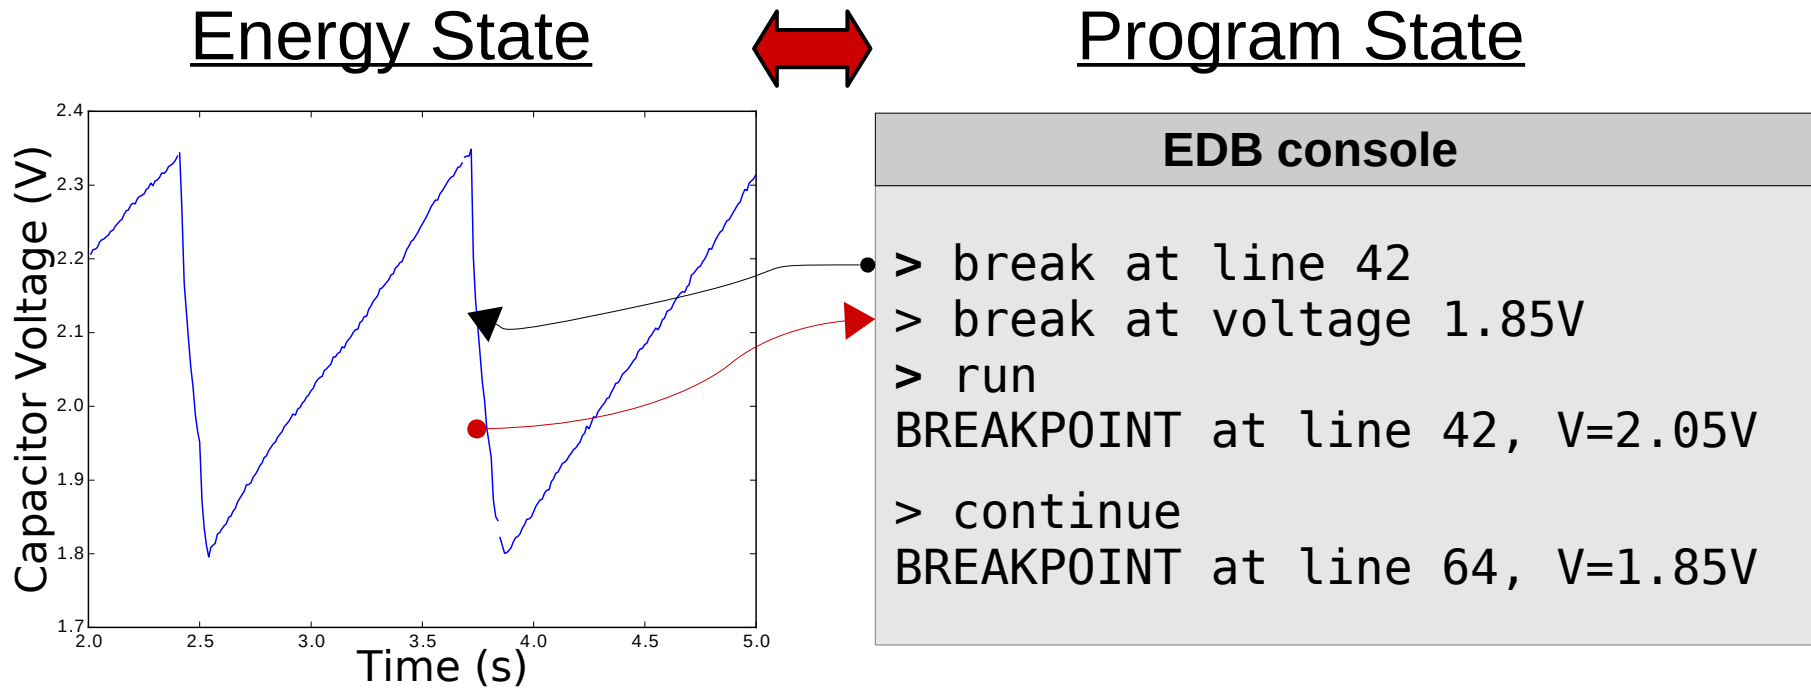 Energy State
Program State
2.4
2.3
2.2
2.1
2.0
1.9
1.8
1.7
Capacitor Voltage (V)
2.0 2.5 3.0 3.5 4.0 4.5 5.0
Time (s)
EDB console
> break at line 42
> break at voltage 1.85V
> run
BREAKPOINT at line 42, V=2.05V
> continue
BREAKPOINT at line 64, V=1.85V